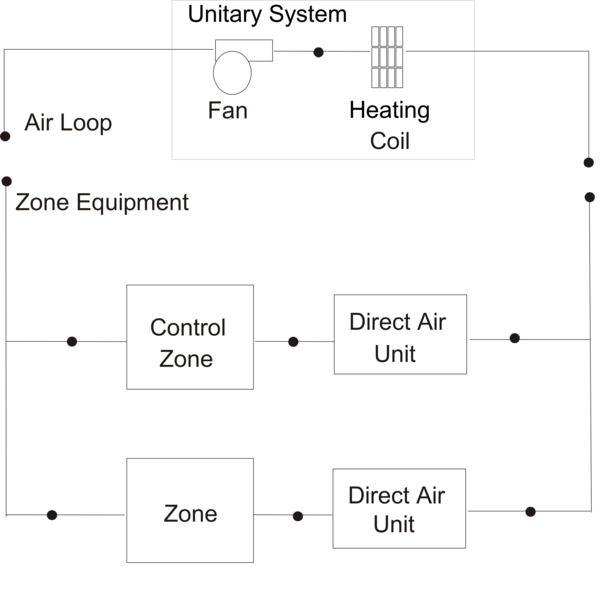 Unitary System
Fan
Heating
Coil
Air Loop
Zone Equipment
Control
Zone
Direct Air
Unit
Zone
Direct Air
Unit